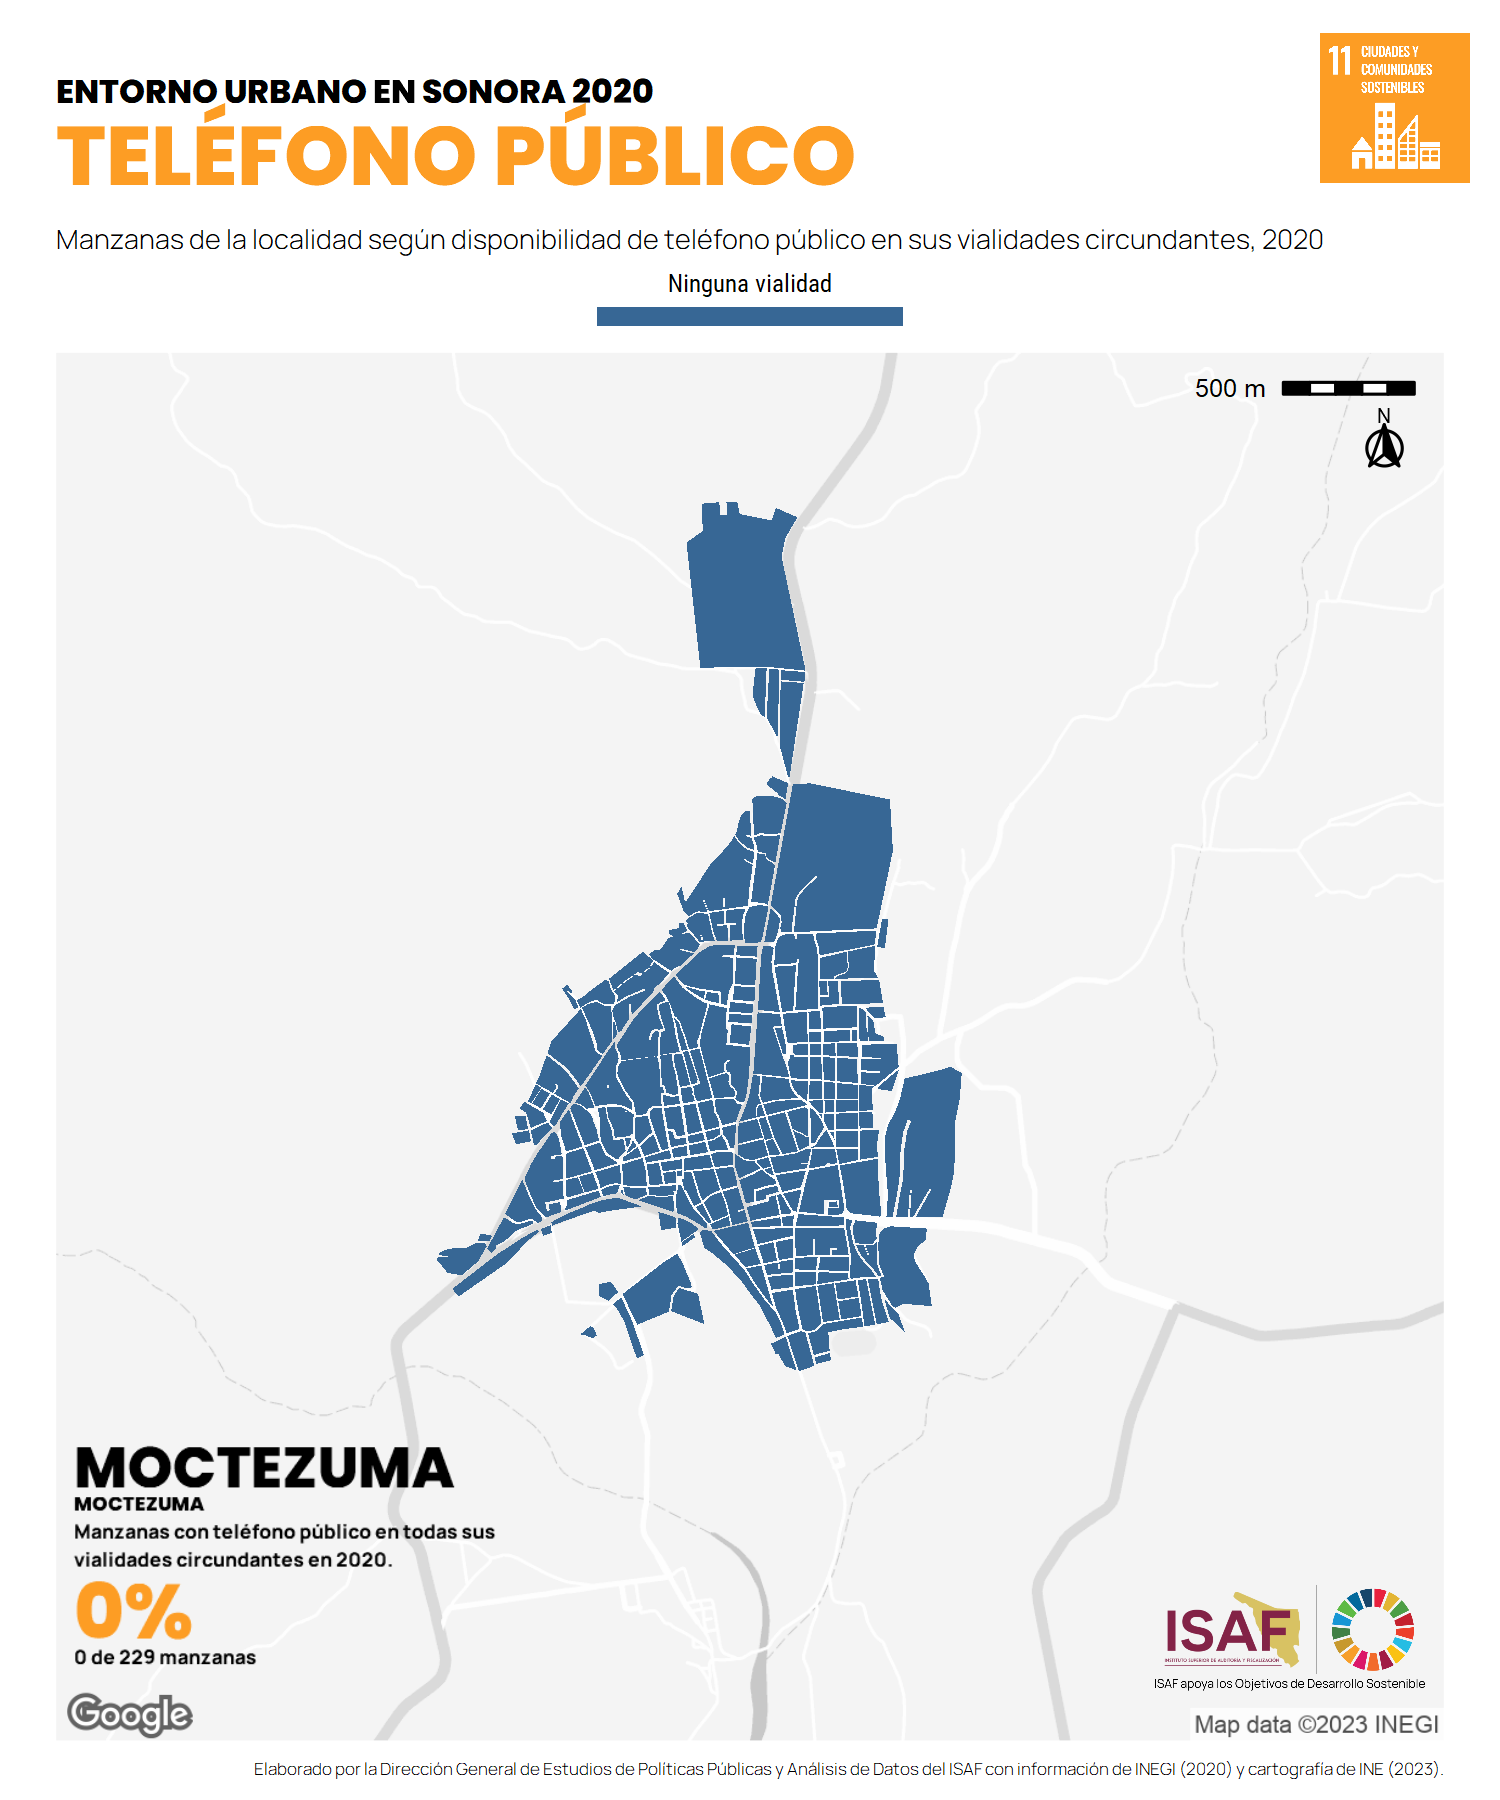 ENTORNO URBANO EN SONORA 2020
TELÉFONO PÚBLICO
11 CIUDADES Y
COMUNIDADES
SOSTENIBLES
Manzanas de la localidad según disponibilidad de teléfono público en sus vialidades circundantes, 2020
Ninguna vialidad
500 m
N
MOCTEZUMA
MOCTEZUMA
Manzanas con teléfono público en todas sus
vialidades circundantes en 2020.
0%
0 de 229 manzanas
Google
ISAF
INSTITUTO SUPERIOR DE AUDITORÍA Y FISCALIZACIÓN
ISAF apoya los Objetivos de Desarrollo Sostenible
Map data ©2023 INEGI
Elaborado por la Dirección General de Estudios de Políticas Públicas y Análisis de Datos del ISAF con información de INEGI (2020) y cartografía de INE (2023).